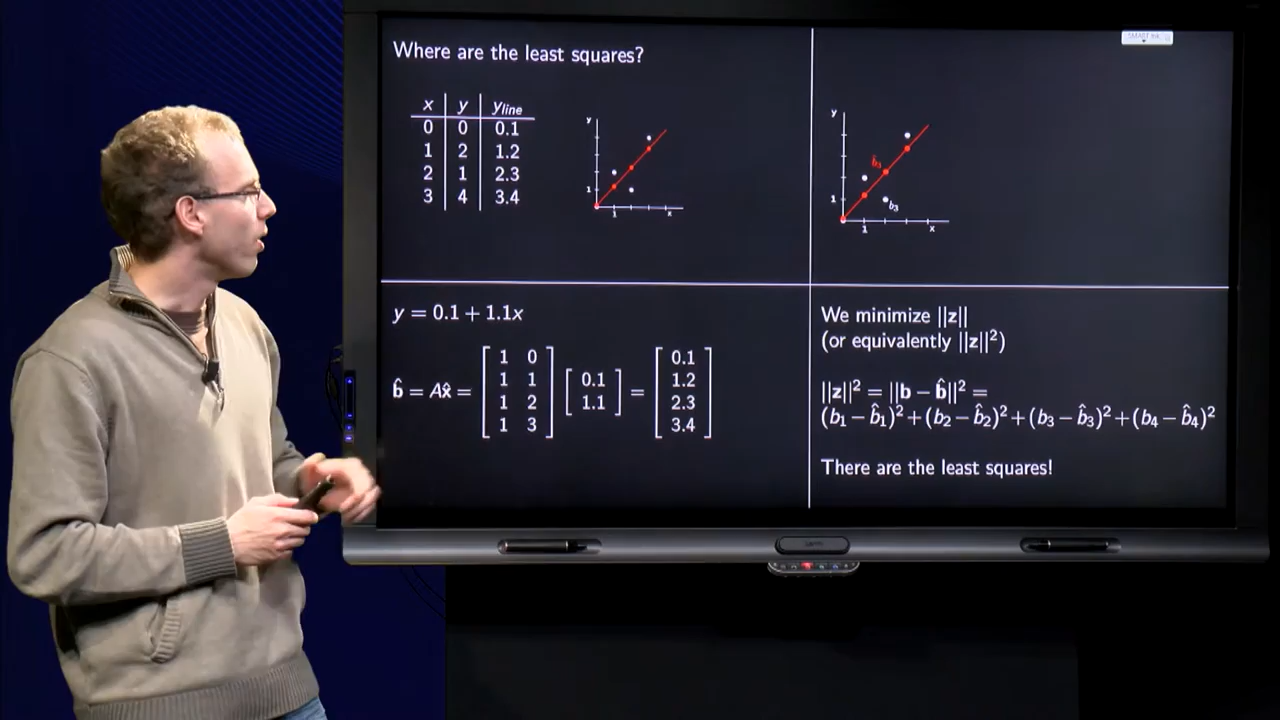 Where are the least squares?
x y y_line
0 0 0.1
1 2 1.2
2 1 2.3
3 4 3.4
y
1
1 x
y
b̂₃
1
b₃
1 x
y = 0.1 + 1.1x
b̂ = Ax̂ = [1 0; 1 1; 1 2; 1 3] [0.1; 1.1] = [0.1; 1.2; 2.3; 3.4]
We minimize ||z||
(or equivalently ||z||²)
||z||² = ||b − b̂||² =
(b₁ − b̂₁)² + (b₂ − b̂₂)² + (b₃ − b̂₃)² + (b₄ − b̂₄)²
There are the least squares!